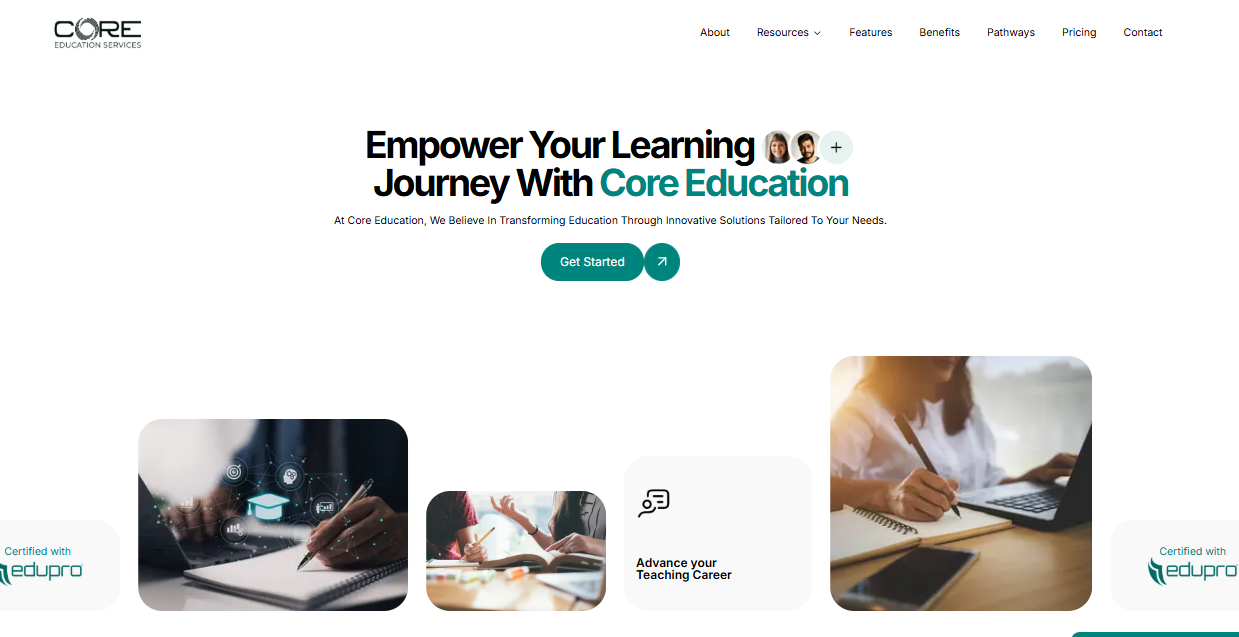 CORE
EDUCATION SERVICES
About
Resources
Features
Benefits
Pathways
Pricing
Contact
Empower Your Learning
Journey With Core Education
At Core Education, We Believe In Transforming Education Through Innovative Solutions Tailored To Your Needs.
Get Started
Certified with
edupro
Advance your
Teaching Career
Certified with
edupro